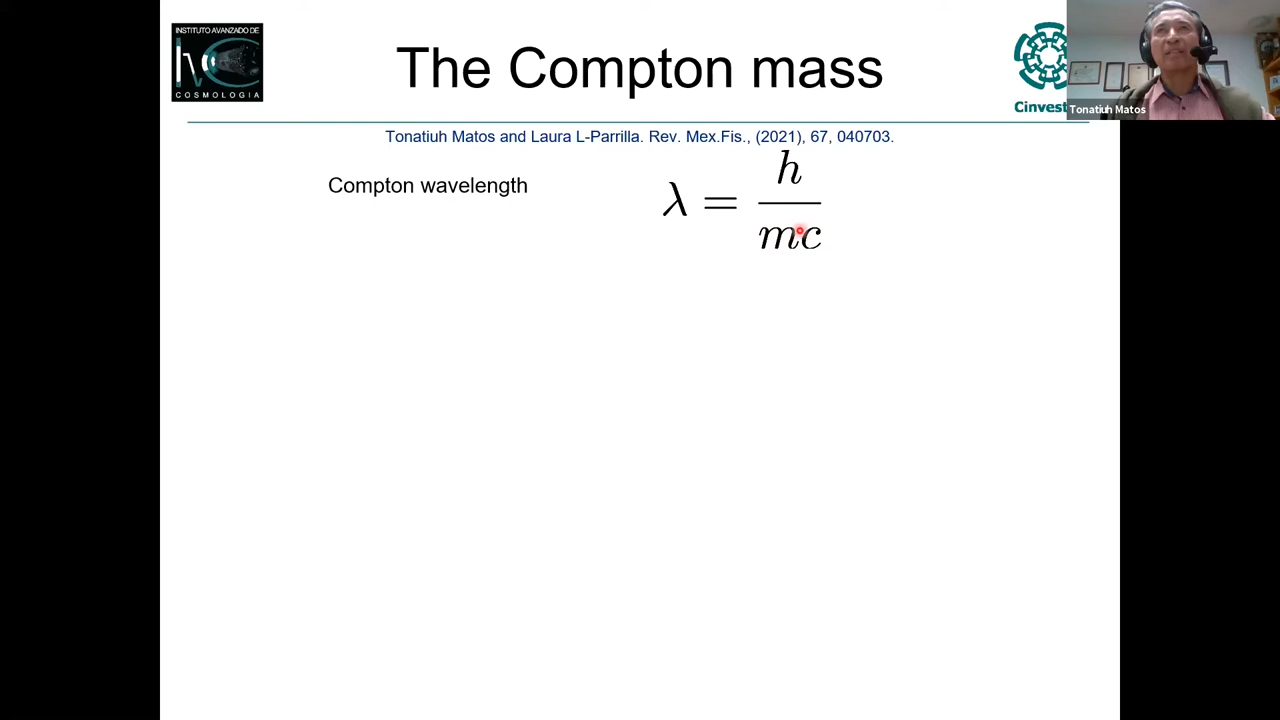 INSTITUTO AVANZADO DE
COSMOLOGIA
The Compton mass
Cinvest
Tonatiuh Matos
Tonatiuh Matos and Laura L-Parrilla. Rev. Mex.Fis., (2021), 67, 040703.
Compton wavelength
λ = h / mc